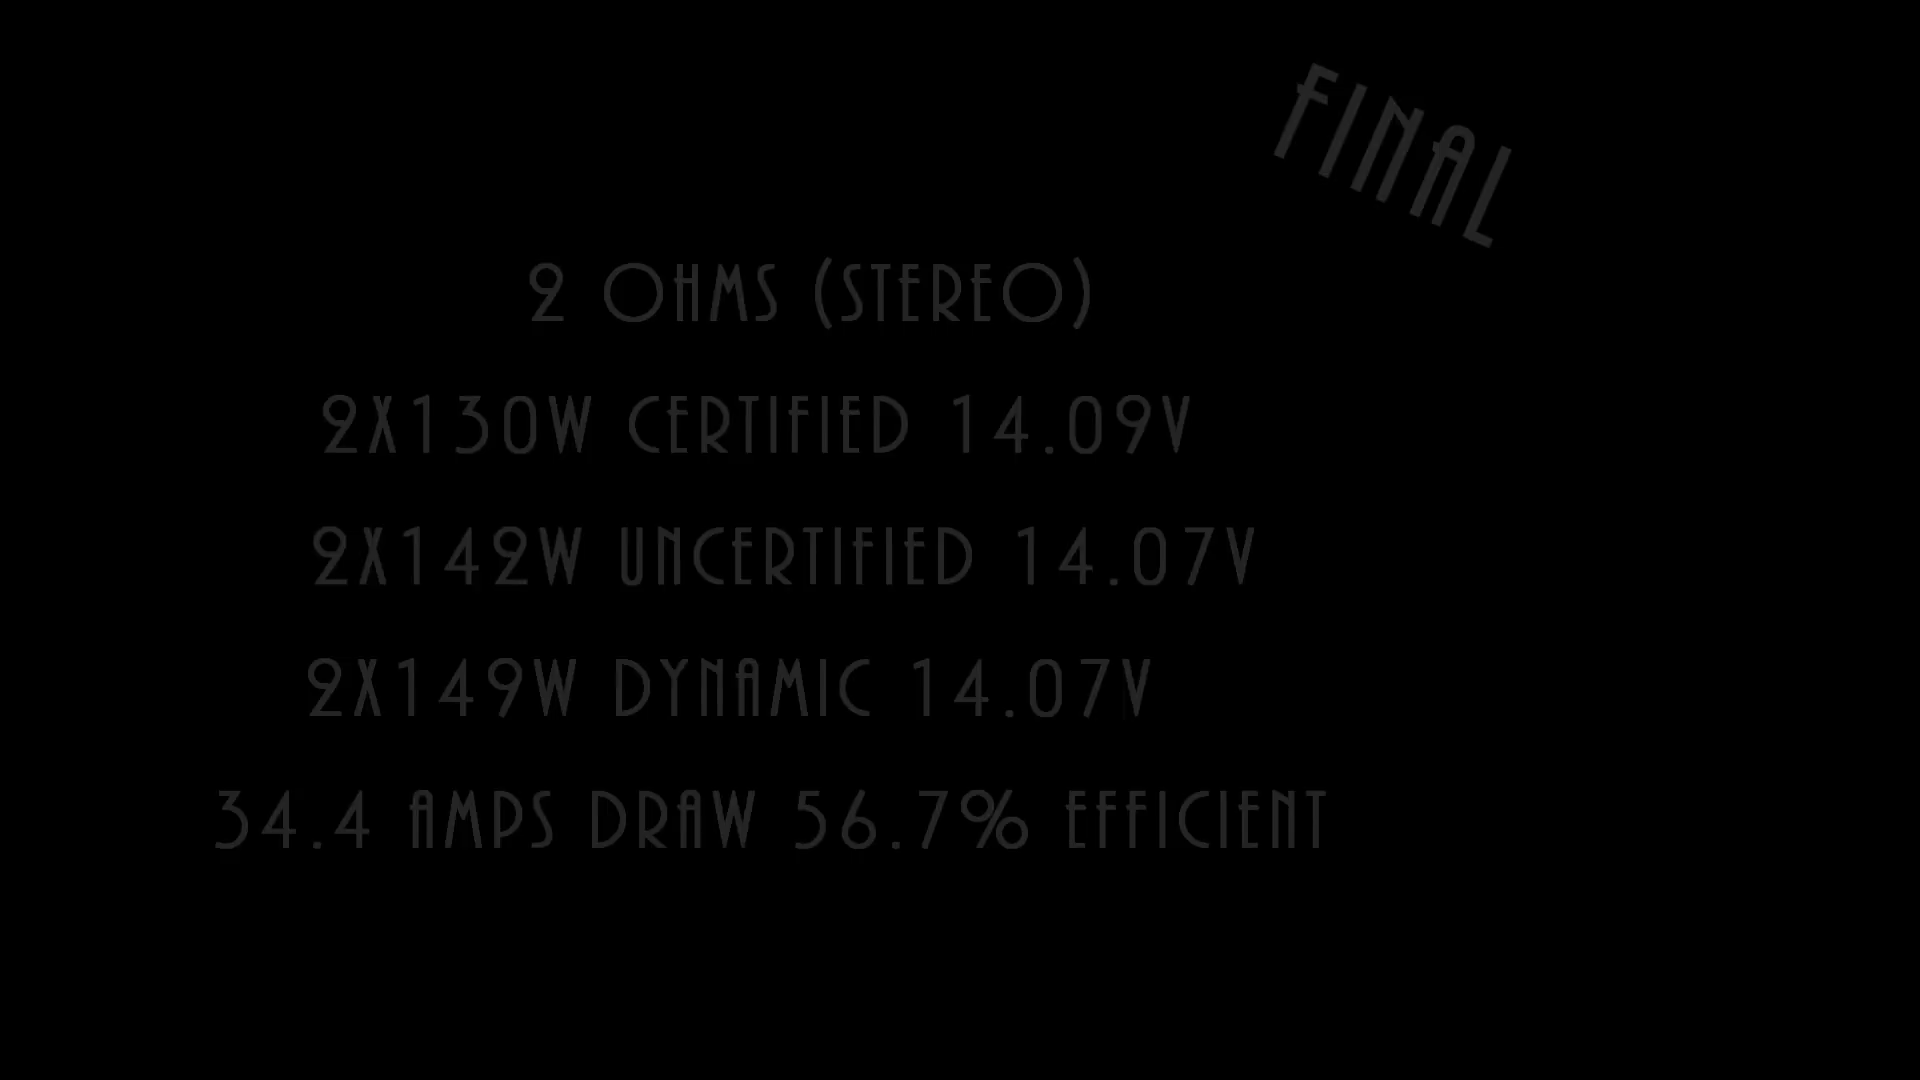 FINAL
2 OHMS (STEREO)
2X130W CERTIFIED 14.09V
2X142W UNCERTIFIED 14.07V
2X149W DYNAMIC 14.07V
34.4 AMPS DRAW 56.7% EFFICIENT